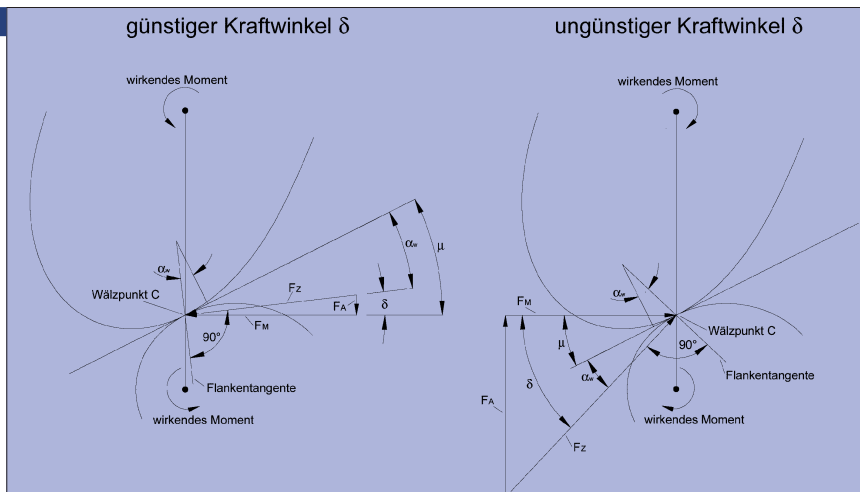 günstiger Kraftwinkel δ
wirkendes Moment
αw
μ
αw
Fz
Wälzpunkt C
FA
δ
FM
90°
Flankentangente
wirkendes Moment
ungünstiger Kraftwinkel δ
wirkendes Moment
αw
FM
Wälzpunkt C
μ
90°
αw
Flankentangente
δ
FA
wirkendes Moment
Fz